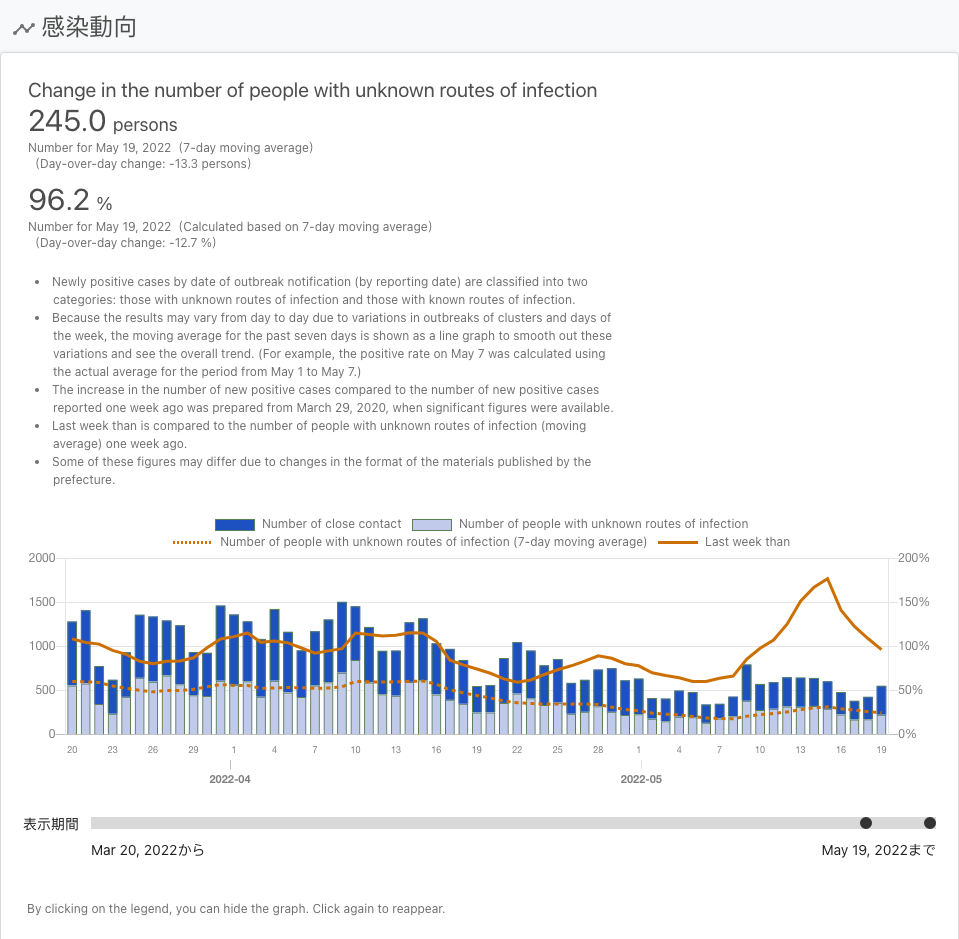 感染動向
Change in the number of people with unknown routes of infection
245.0 persons
Number for May 19, 2022 (7-day moving average)
(Day-over-day change: -13.3 persons)
96.2 %
Number for May 19, 2022 (Calculated based on 7-day moving average)
(Day-over-day change: -12.7 %)
• Newly positive cases by date of outbreak notification (by reporting date) are classified into two
categories: those with unknown routes of infection and those with known routes of infection.
• Because the results may vary from day to day due to variations in outbreaks of clusters and days of
the week, the moving average for the past seven days is shown as a line graph to smooth out these
variations and see the overall trend. (For example, the positive rate on May 7 was calculated using
the actual average for the period from May 1 to May 7.)
• The increase in the number of new positive cases compared to the number of new positive cases
reported one week ago was prepared from March 29, 2020, when significant figures were available.
• Last week than is compared to the number of people with unknown routes of infection (moving
average) one week ago.
• Some of these figures may differ due to changes in the format of the materials published by the
prefecture.
Number of close contact Number of people with unknown routes of infection
Number of people with unknown routes of infection (7-day moving average) Last week than
2000 200%
1500 150%
1000 100%
500 50%
0 0%
20 23 26 29 1 4 7 10 13 16 19 22 25 28 1 4 7 10 13 16 19
2022-04 2022-05
表示期間
Mar 20, 2022から May 19, 2022まで
By clicking on the legend, you can hide the graph. Click again to reappear.